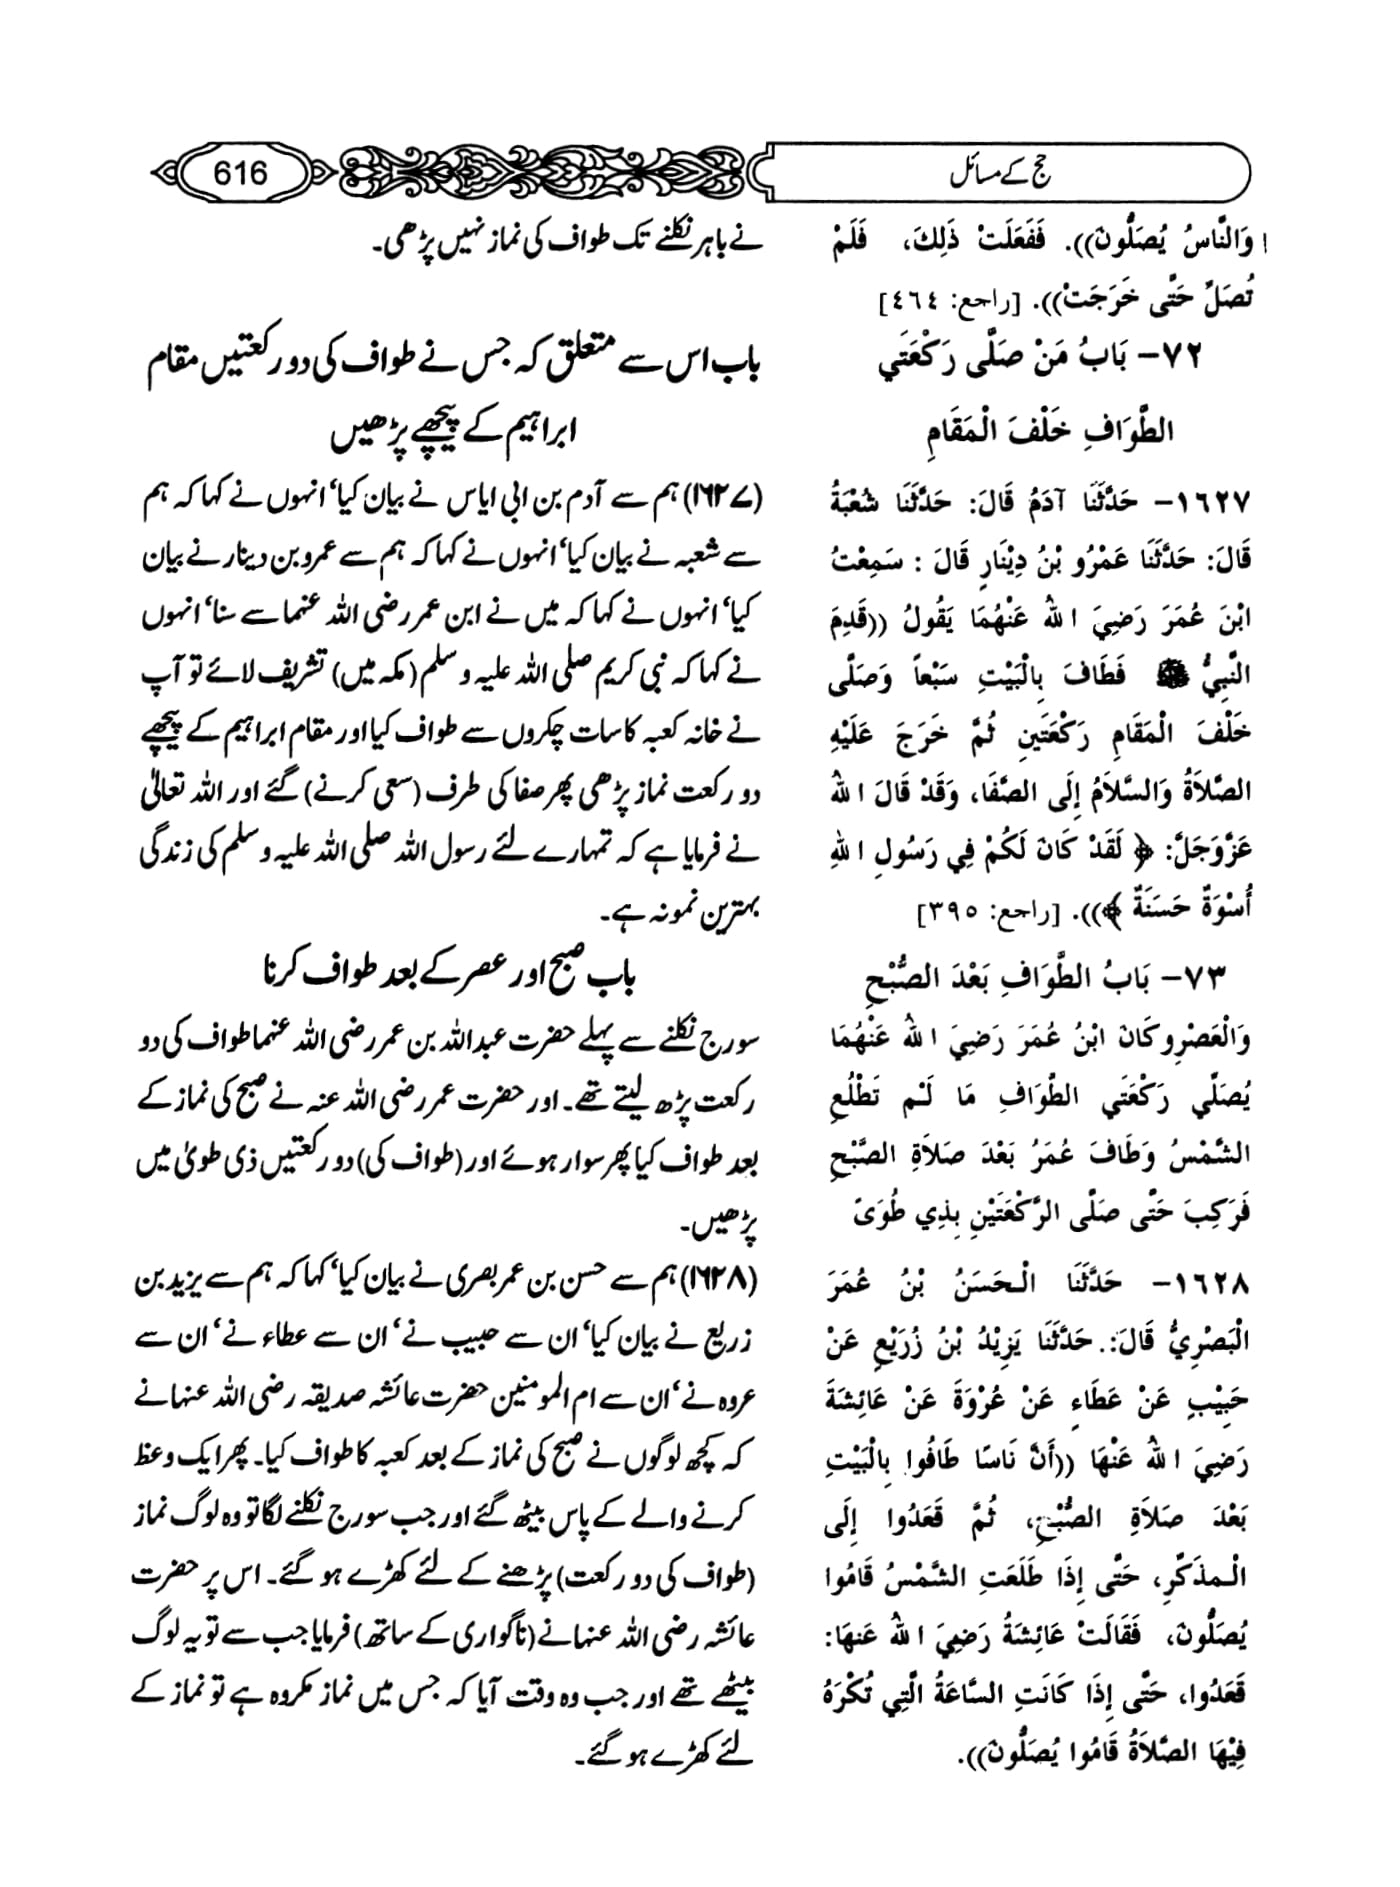 616
حج کے مسائل
وَالنَّاسُ يُصَلُّونَ)). فَفَعَلَتْ ذَلِكَ، فَلَمْ
تُصَلِّ حَتَّى خَرَجَتْ)). [راجع: ٤٦٤]
٧٢- بَابُ مَنْ صَلَّى رَكْعَتَي
الطَّوَافِ خَلْفَ الْمَقَامِ
١٦٢٧- حَدَّثَنَا آدَمُ قَالَ: حَدَّثَنَا شُعْبَةُ
قَالَ: حَدَّثَنَا عَمْرُو بْنُ دِيْنَارٍ قَالَ : سَمِعْتُ
ابْنَ عُمَرَ رَضِيَ اللهُ عَنْهُمَا يَقُولُ ((قَدِمَ
النَّبِيُّ ﷺ فَطَافَ بِالْبَيْتِ سَبْعاً وَصَلَّى
خَلْفَ الْمَقَامِ رَكْعَتَينِ ثُمَّ خَرَجَ عَلَيْهِ
الصَّلاَةُ وَالسَّلاَمُ إِلَى الصَّفَا، وَقَدْ قَالَ اللهُ
عَزَّوَجَلَّ: ﴿ لَقَدْ كَانَ لَكُمْ فِي رَسُولِ اللهِ
أُسْوَةٌ حَسَنَةٌ ﴾)). [راجع: ٣٩٥]
٧٣- بَابُ الطَّوَافِ بَعْدَ الصُّبْحِ
وَالْعَصْرِ وَكَانَ ابْنُ عُمَرَ رَضِيَ اللهُ عَنْهُمَا
يُصَلِّي رَكْعَتَي الطَّوَافِ مَا لَـم تَطْلُعِ
الشَّمْسُ وَطَافَ عُمَرُ بَعْدَ صَلاَةِ الصَّبْحِ
فَرَكِبَ حَتَّى صَلَّى الرَّكْعَتَيْنِ بِذِي طُوَىً
١٦٢٨- حَدَّثَنَا الْـحَسَنُ بْنُ عُمَرَ
الْبَصْرِيُّ قَالَ: حَدَّثَنَا يَزِيْدُ بْنُ زُرَيْعٍ عَنْ
حَبِيْبٍ عَنْ عَطَاءٍ عَنْ عُرْوَةَ عَنْ عَائِشَةَ
رَضِيَ اللهُ عَنْهَا ((أَنَّ نَاسًا طَافُوا بِالْبَيْتِ
بَعْدَ صَلاَةِ الصُّبْحِ، ثُمَّ قَعَدُوا إِلَى
الْـمذَكِّرِ، حَتَّى إِذَا طَلَعَتِ الشَّمْسُ قَامُوا
يُصَلُّونَ، فَقَالَتْ عَائِشَةُ رَضِيَ اللهُ عَنهَا:
قَعَدُوا، حَتَّى إِذَا كَانَتِ السَّاعَةُ الَّتِي تُكْرَهُ
فِيْهَا الصَّلاَةُ قَامُوا يُصَلُّونَ)).
نے باہر نکلنے تک طواف کی نماز نہیں پڑھی۔
باب اس سے متعلق کہ جس نے طواف کی دو رکعتیں مقام
ابراہیم کے پیچھے پڑھیں
(۱۶۲۷) ہم سے آدم بن ابی ایاس نے بیان کیا' انہوں نے کہا کہ ہم
سے شعبہ نے بیان کیا' انہوں نے کہا کہ ہم سے عمرو بن دینار نے بیان
کیا' انہوں نے کہا کہ میں نے ابن عمر رضی اللہ عنہما سے سنا' انہوں
نے کہا کہ نبی کریم صلی اللہ علیہ وسلم (مکہ میں) تشریف لائے تو آپ
نے خانہ کعبہ کا سات چکروں سے طواف کیا اور مقام ابراہیم کے پیچھے
دو رکعت نماز پڑھی پھر صفا کی طرف (سعی کرنے) گئے اور اللہ تعالیٰ
نے فرمایا ہے کہ تمہارے لئے رسول اللہ صلی اللہ علیہ وسلم کی زندگی
بہترین نمونہ ہے۔
باب صبح اور عصر کے بعد طواف کرنا
سورج نکلنے سے پہلے حضرت عبداللہ بن عمر رضی اللہ عنہما طواف کی دو
رکعت پڑھ لیتے تھے۔ اور حضرت عمر رضی اللہ عنہ نے صبح کی نماز کے
بعد طواف کیا پھر سوار ہوئے اور (طواف کی) دو رکعتیں ذی طویٰ میں
پڑھیں۔
(۱۶۲۸) ہم سے حسن بن عمر بصری نے بیان کیا' کہا کہ ہم سے یزید بن
زریع نے بیان کیا' ان سے حبیب نے' ان سے عطاء نے' ان سے
عروہ نے' ان سے ام المومنین حضرت عائشہ صدیقہ رضی اللہ عنہا نے
کہ کچھ لوگوں نے صبح کی نماز کے بعد کعبہ کا طواف کیا۔ پھر ایک وعظ
کرنے والے کے پاس بیٹھ گئے اور جب سورج نکلنے لگا تو وہ لوگ نماز
(طواف کی دو رکعت) پڑھنے کے لئے کھڑے ہو گئے۔ اس پر حضرت
عائشہ رضی اللہ عنہا نے (ناگواری کے ساتھ) فرمایا جب سے تو یہ لوگ
بیٹھے تھے اور جب وہ وقت آیا کہ جس میں نماز مکروہ ہے تو نماز کے
لئے کھڑے ہو گئے۔